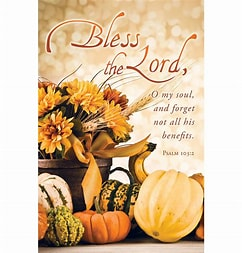 Bless
the Lord,
O my soul,
and forget
not all his
benefits.
Psalm 103:2